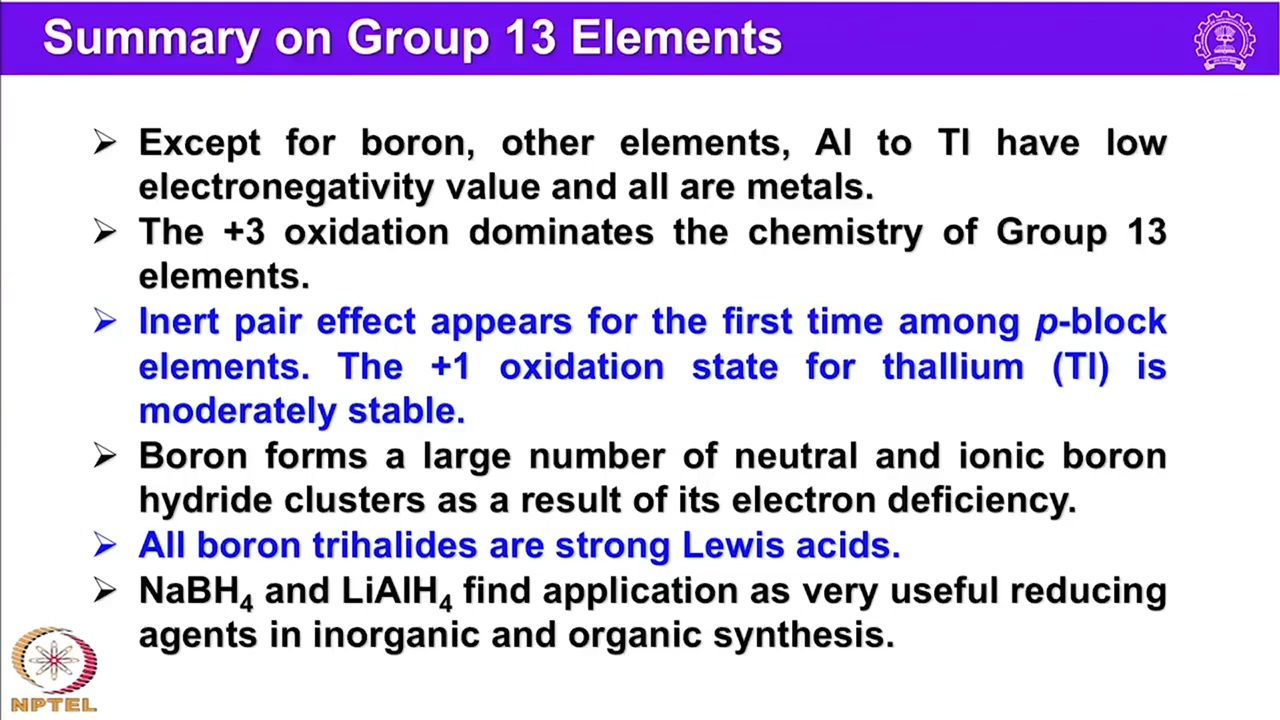 Summary on Group 13 Elements
➢ Except for boron, other elements, Al to Tl have low
electronegativity value and all are metals.
➢ The +3 oxidation dominates the chemistry of Group 13
elements.
➢ Inert pair effect appears for the first time among p-block
elements. The +1 oxidation state for thallium (Tl) is
moderately stable.
➢ Boron forms a large number of neutral and ionic boron
hydride clusters as a result of its electron deficiency.
➢ All boron trihalides are strong Lewis acids.
➢ NaBH₄ and LiAlH₄ find application as very useful reducing
agents in inorganic and organic synthesis.
NPTEL